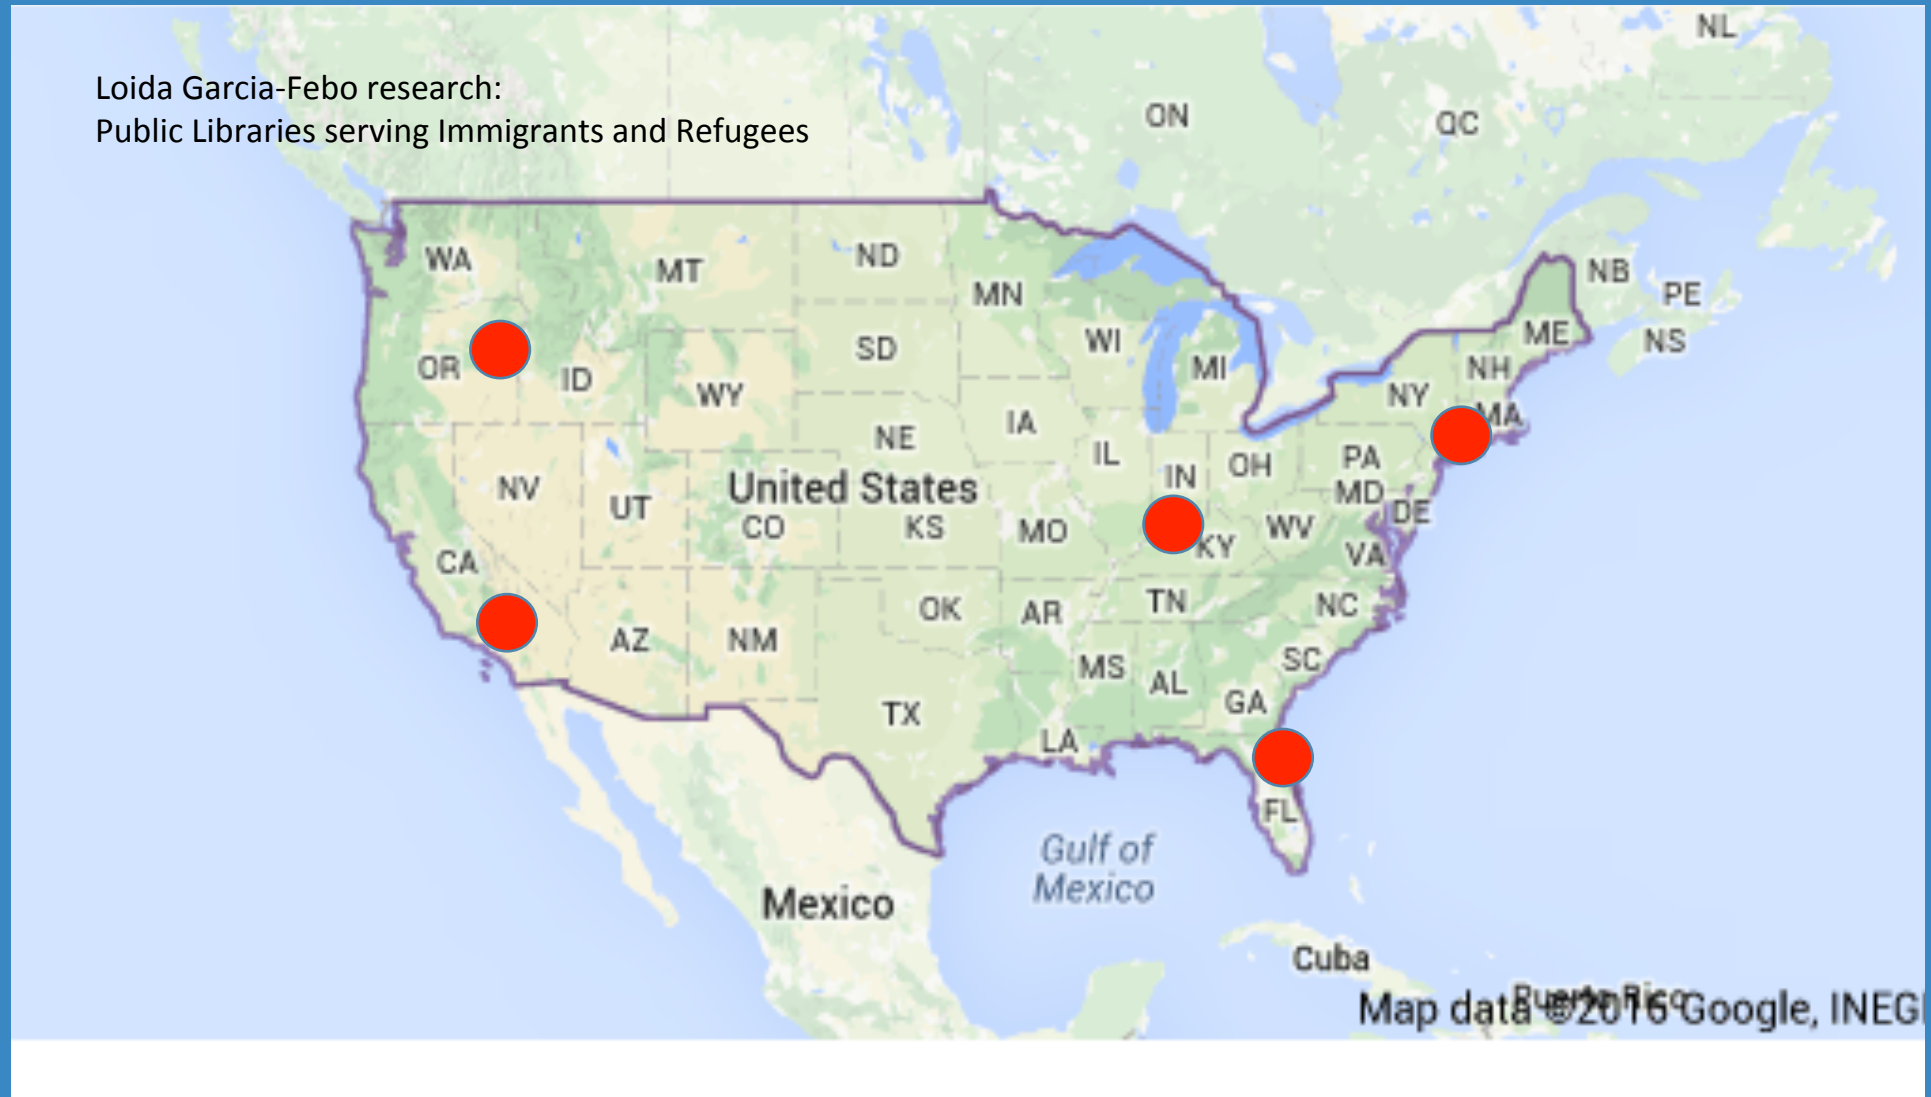 Loida Garcia-Febo research:
Public Libraries serving Immigrants and Refugees
NL
ON
QC
WA
MT
ND
MN
NB
PE
OR
ID
WY
SD
WI
MI
ME
NS
NH
NY
MA
NE
IA
IL
IN
OH
PA
NV
UT
United States
CO
KS
MO
KY
WV
MD
DE
VA
CA
AZ
NM
OK
AR
TN
NC
TX
MS
AL
GA
SC
LA
FL
Gulf of
Mexico
Mexico
Cuba
Puerto Rico
Map data ©2016 Google, INEGI